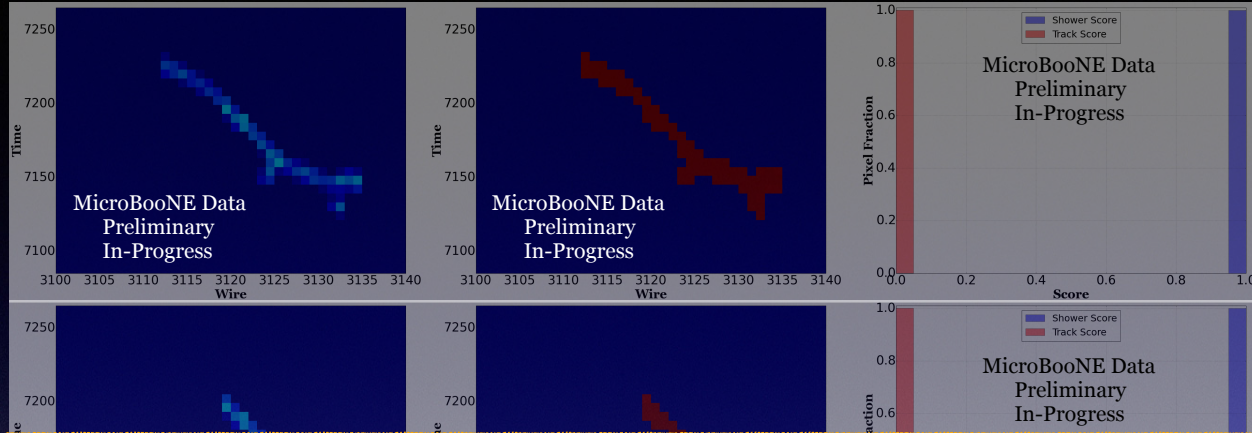 7250
7200
7150
7100
Time
3100 3105 3110 3115 3120 3125 3130 3135 3140
Wire
MicroBooNE Data
Preliminary
In-Progress
7250
7200
7150
7100
Time
3100 3105 3110 3115 3120 3125 3130 3135 3140
Wire
MicroBooNE Data
Preliminary
In-Progress
1.0
0.8
0.6
0.4
0.2
0.0
Pixel Fraction
0.2 0.4 0.6 0.8 1.0
Score
Shower Score
Track Score
MicroBooNE Data
Preliminary
In-Progress
7250
7200
7250
7200
1.0
0.8
0.6
Shower Score
Track Score
MicroBooNE Data
Preliminary
In-Progress